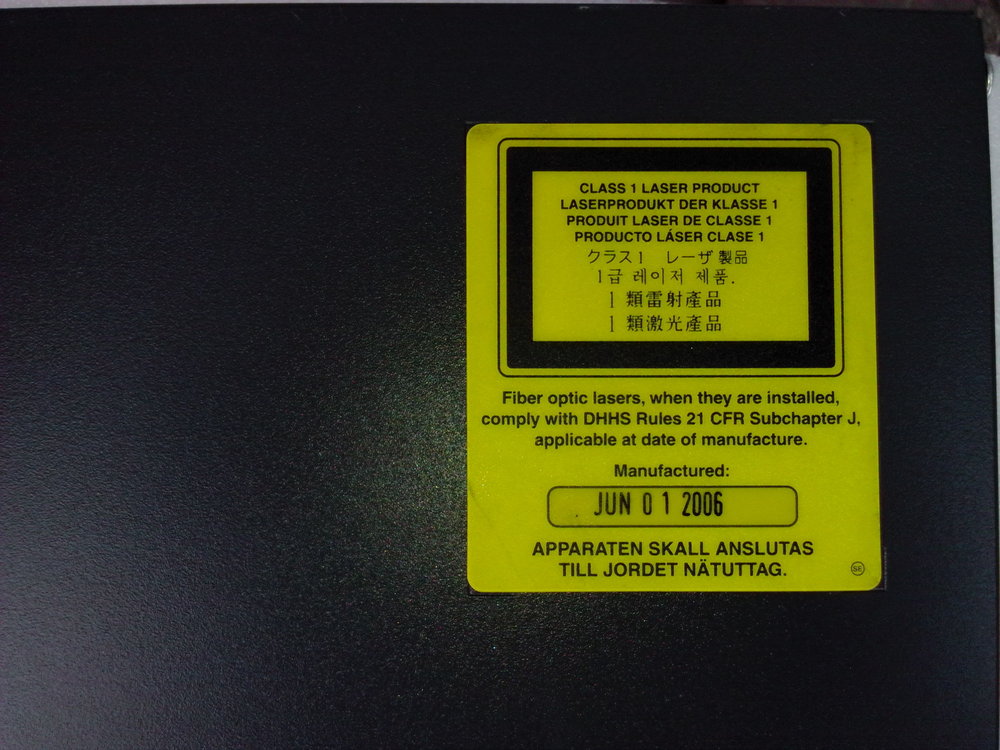 CLASS 1 LASER PRODUCT
LASERPRODUKT DER KLASSE 1
PRODUIT LASER DE CLASSE 1
PRODUCTO LÁSER CLASE 1
クラス1 レーザ製品
1급 레이저 제품.
1 類雷射產品
1 類激光產品
Fiber optic lasers, when they are installed,
comply with DHHS Rules 21 CFR Subchapter J,
applicable at date of manufacture.
Manufactured:
JUN 01 2006
APPARATEN SKALL ANSLUTAS
TILL JORDET NÄTUTTAG.
SE